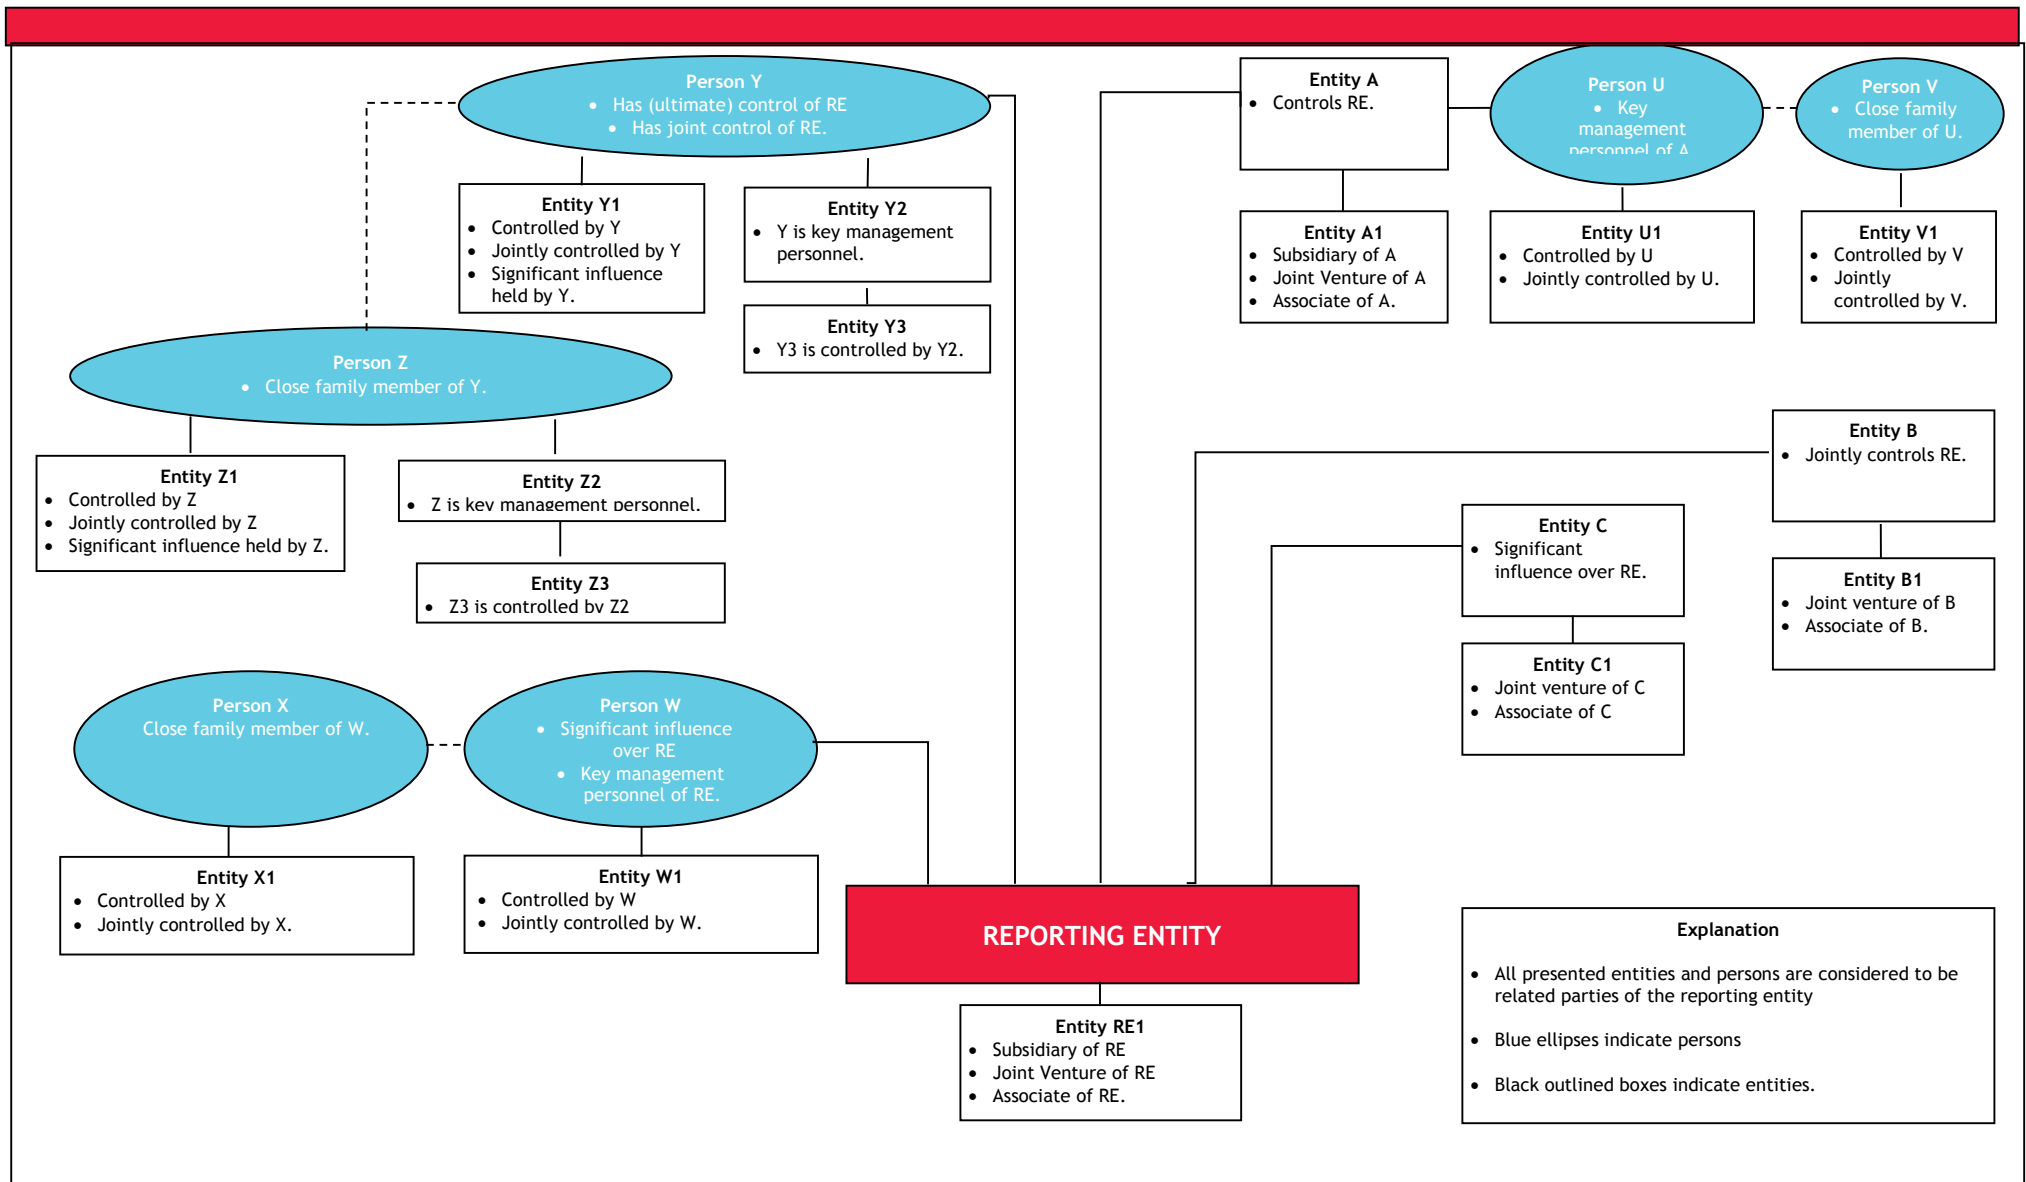 Person Y
• Has (ultimate) control of RE
• Has joint control of RE.
Entity Y1
• Controlled by Y
• Jointly controlled by Y
• Significant influence
held by Y.
Entity Y2
• Y is key management
personnel.
Entity Y3
• Y3 is controlled by Y2.
Entity A
• Controls RE.
Person U
• Key
management
personnel of A
Person V
• Close family
member of U.
Entity A1
• Subsidiary of A
• Joint Venture of A
• Associate of A.
Entity U1
• Controlled by U
• Jointly controlled by U.
Entity V1
• Controlled by V
• Jointly
controlled by V.
Person Z
• Close family member of Y.
Entity Z1
• Controlled by Z
• Jointly controlled by Z
• Significant influence held by Z.
Entity Z2
• Z is key management personnel.
Entity Z3
• Z3 is controlled by Z2
Entity B
• Jointly controls RE.
Entity B1
• Joint venture of B
• Associate of B.
Entity C
• Significant
influence over RE.
Entity C1
• Joint venture of C
• Associate of C
Person X
Close family member of W.
Person W
• Significant influence
over RE
• Key management
personnel of RE.
Entity X1
• Controlled by X
• Jointly controlled by X.
Entity W1
• Controlled by W
• Jointly controlled by W.
REPORTING ENTITY
Entity RE1
• Subsidiary of RE
• Joint Venture of RE
• Associate of RE.
Explanation
• All presented entities and persons are considered to be
related parties of the reporting entity
• Blue ellipses indicate persons
• Black outlined boxes indicate entities.